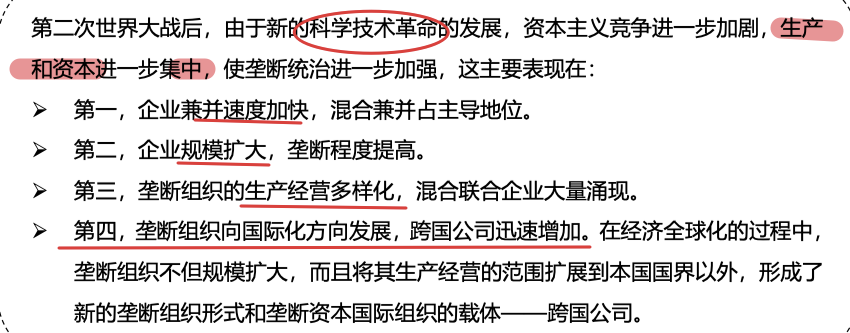 第二次世界大战后，由于新的科学技术革命的发展，资本主义竞争进一步加剧，生产
和资本进一步集中，使垄断统治进一步加强，这主要表现在：
➢ 第一，企业兼并速度加快，混合兼并占主导地位。
➢ 第二，企业规模扩大，垄断程度提高。
➢ 第三，垄断组织的生产经营多样化，混合联合企业大量涌现。
➢ 第四，垄断组织向国际化方向发展，跨国公司迅速增加。在经济全球化的过程中，
垄断组织不但规模扩大，而且将其生产经营的范围扩展到本国国界以外，形成了
新的垄断组织形式和垄断资本国际组织的载体——跨国公司。